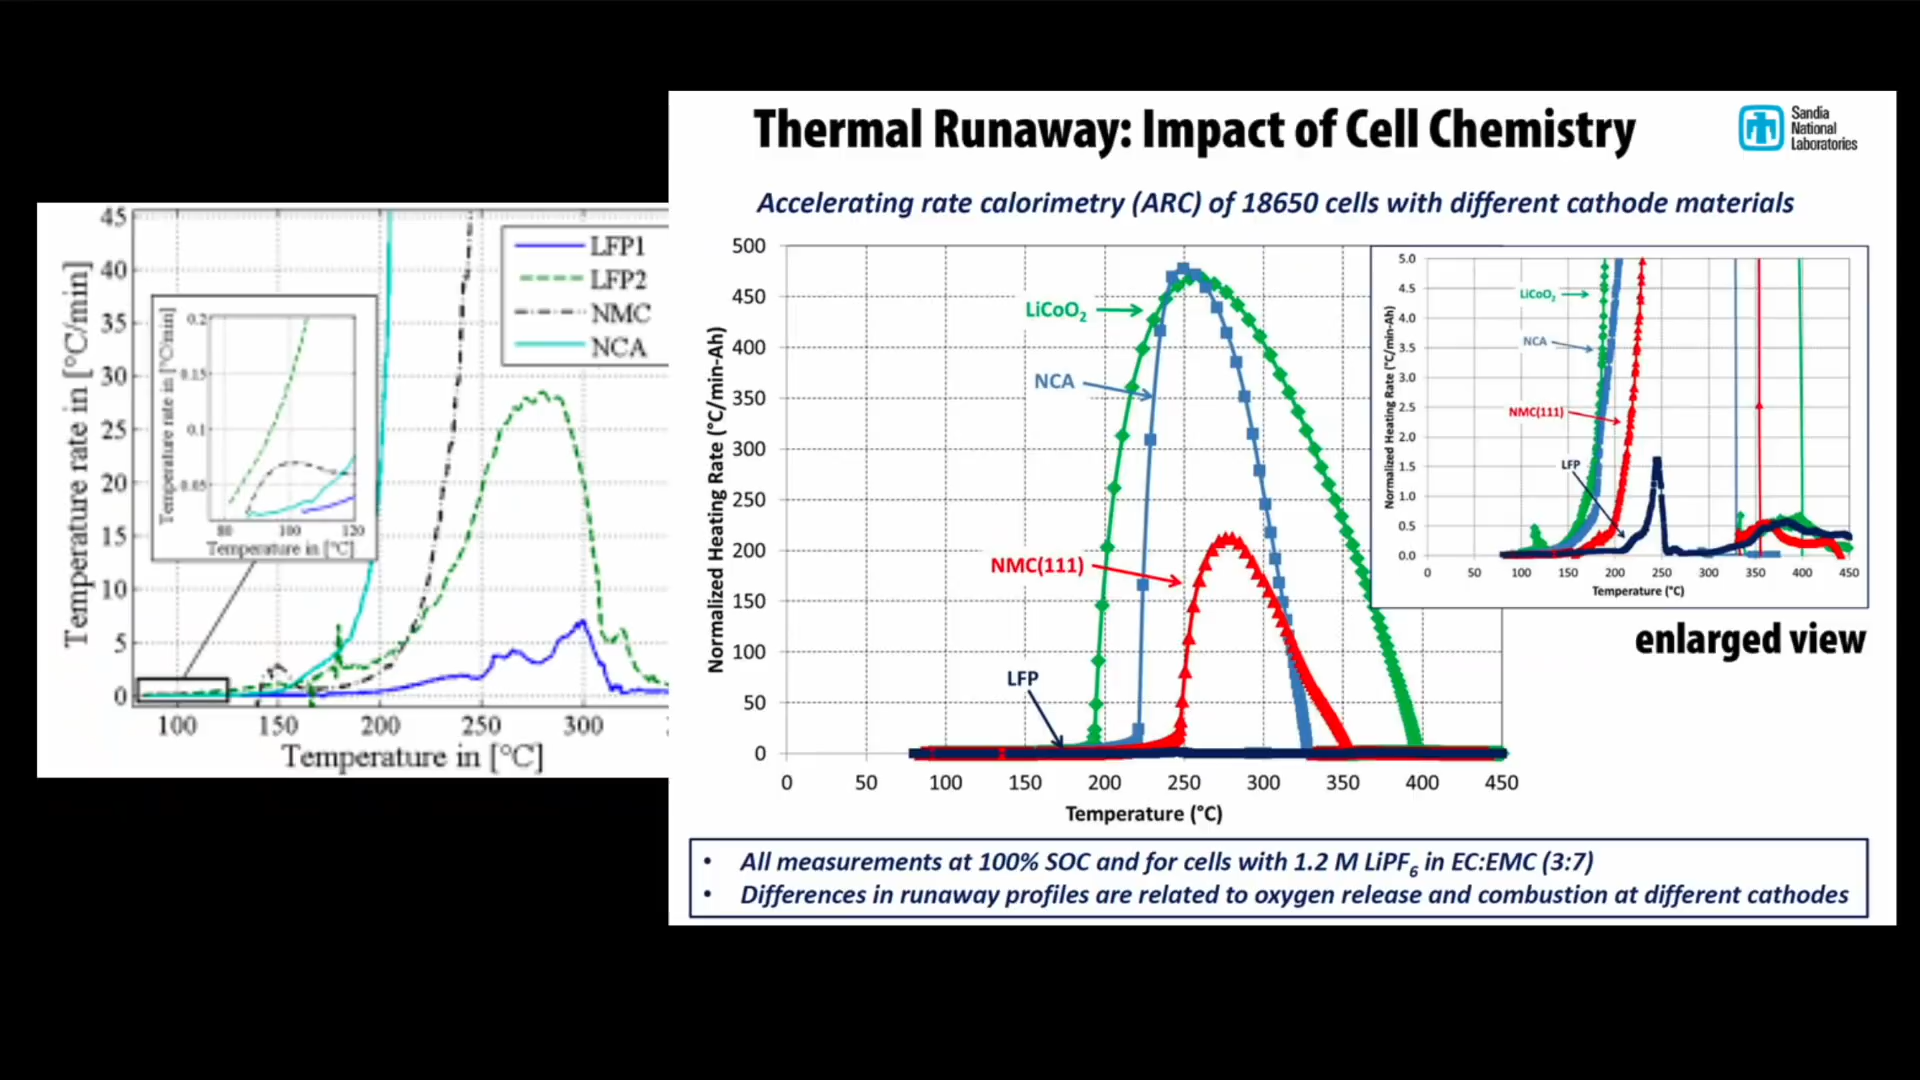 Thermal Runaway: Impact of Cell Chemistry
Sandia
National
Laboratories
Accelerating rate calorimetry (ARC) of 18650 cells with different cathode materials
45
40
35
30
25
20
15
10
5
0
Temperature rate in [°C/min]
100
150
200
250
300
Temperature in [°C]
LFP1
LFP2
NMC
NCA
0.2
0.15
0.1
0.05
Temperature rate in [°C/min]
80
100
120
Temperature in [°C]
500
450
400
350
300
250
200
150
100
50
0
Normalized Heating Rate (°C/min-Ah)
LiCoO₂
NCA
NMC(111)
LFP
0
50
100
150
200
250
300
350
400
450
Temperature (°C)
5.0
4.5
4.0
3.5
3.0
2.5
2.0
1.5
1.0
0.5
0.0
Normalized Heating Rate (°C/min-Ah)
LiCoO₂
NCA
NMC(111)
LFP
0
50
100
150
200
250
300
350
400
450
Temperature (°C)
enlarged view
• All measurements at 100% SOC and for cells with 1.2 M LiPF₆ in EC:EMC (3:7)
• Differences in runaway profiles are related to oxygen release and combustion at different cathodes